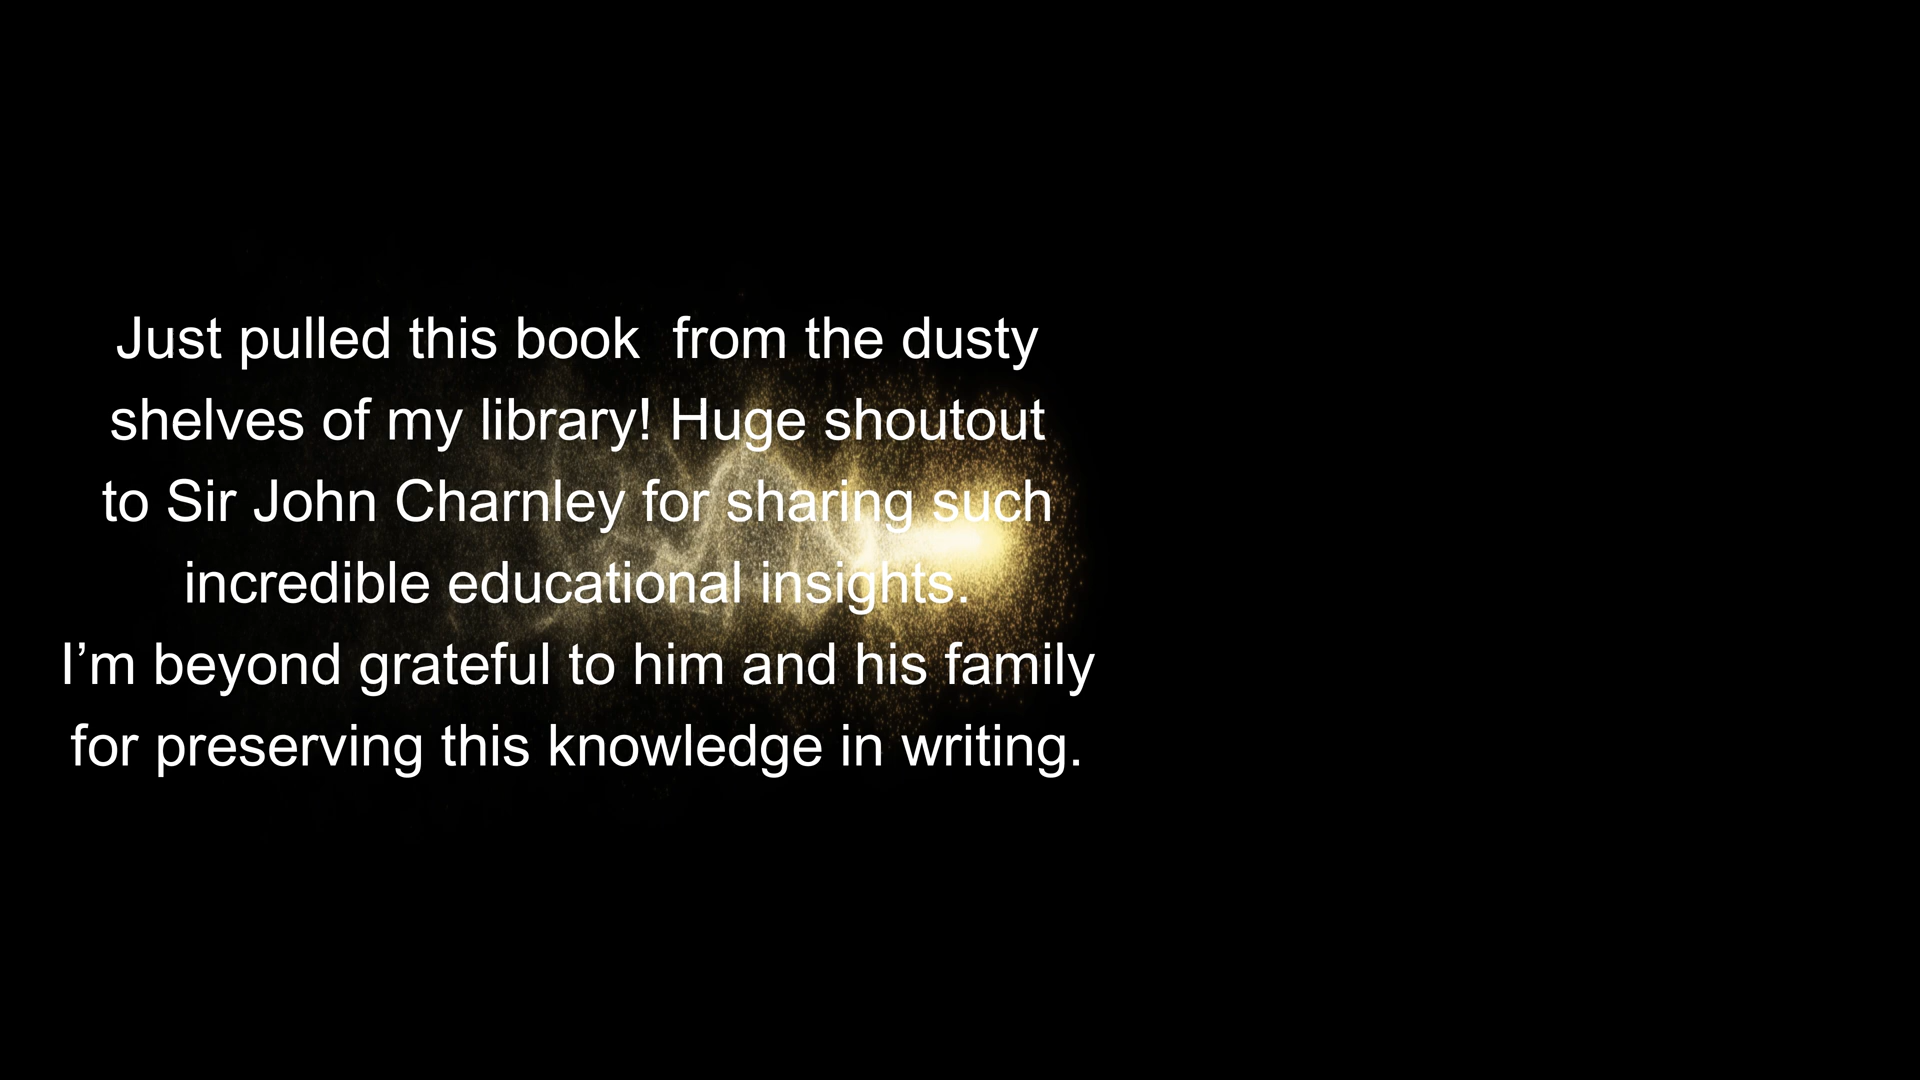 Just pulled this book  from the dusty
shelves of my library! Huge shoutout
to Sir John Charnley for sharing such
incredible educational insights.
I’m beyond grateful to him and his family
for preserving this knowledge in writing.